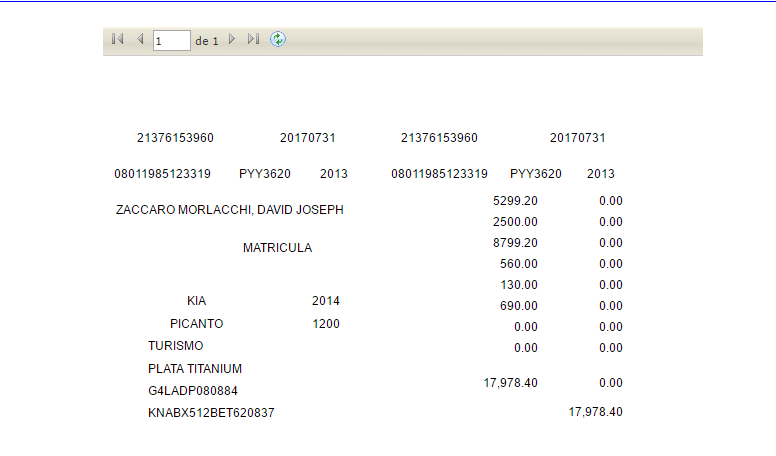 1 de 1
21376153960 20170731 21376153960 20170731
08011985123319 PYY3620 2013 08011985123319 PYY3620 2013
5299.20 0.00
ZACCARO MORLACCHI, DAVID JOSEPH
2500.00 0.00
8799.20 0.00
MATRICULA
560.00 0.00
130.00 0.00
KIA 2014
690.00 0.00
PICANTO 1200
0.00 0.00
TURISMO
0.00 0.00
PLATA TITANIUM
17,978.40 0.00
G4LADP080884
KNABX512BET620837
17,978.40